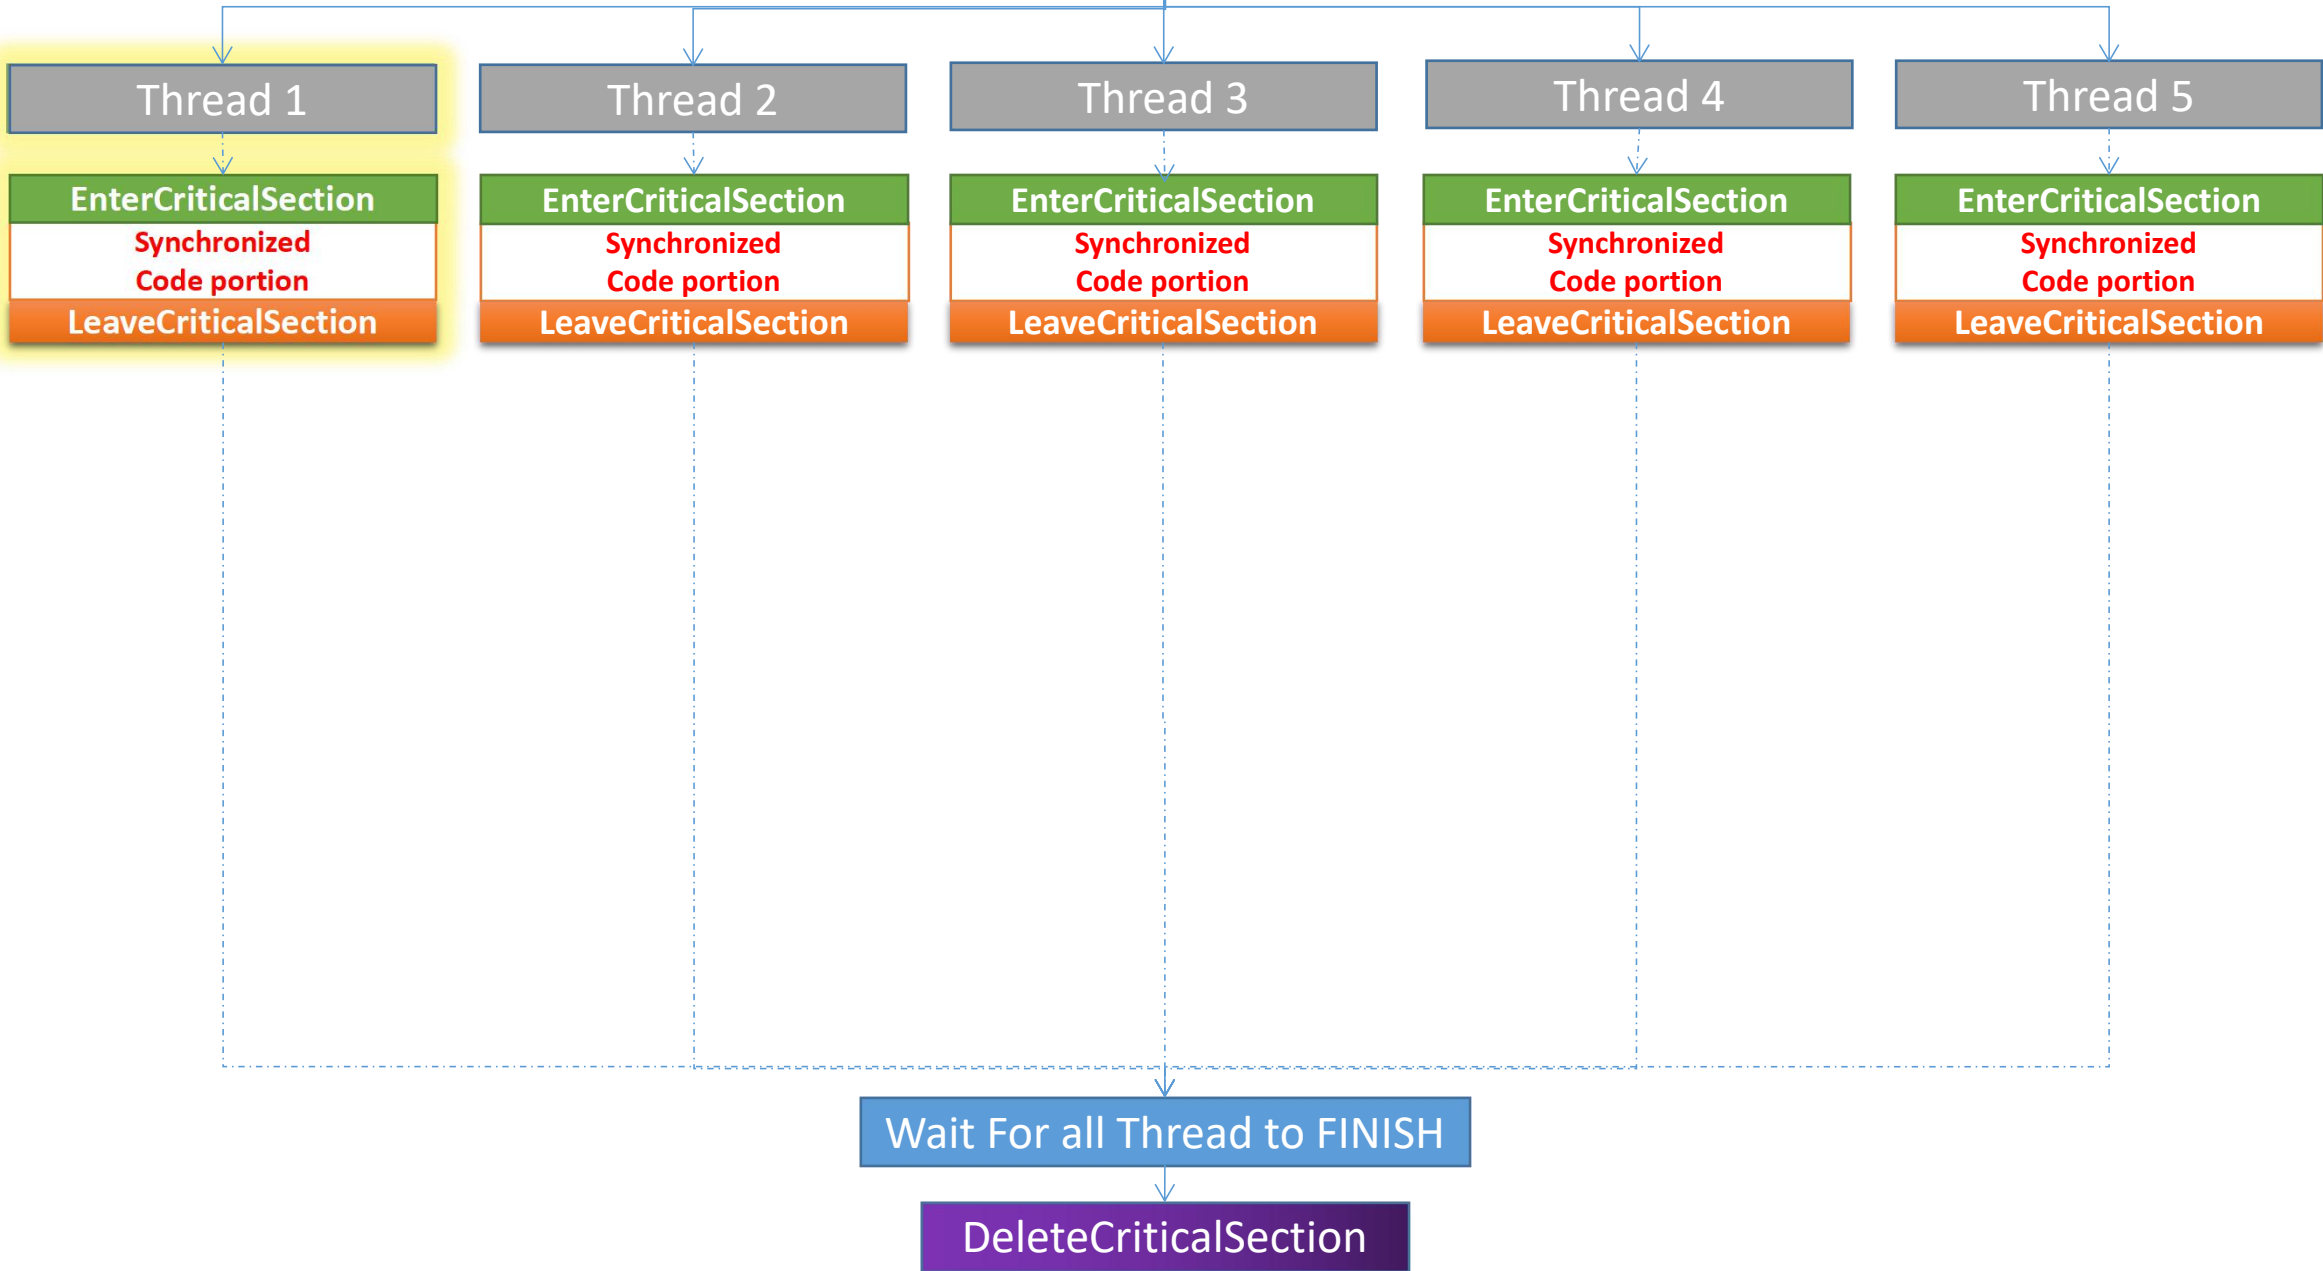 Thread 1
Thread 2
Thread 3
Thread 4
Thread 5
EnterCriticalSection
Synchronized
Code portion
LeaveCriticalSection
EnterCriticalSection
Synchronized
Code portion
LeaveCriticalSection
EnterCriticalSection
Synchronized
Code portion
LeaveCriticalSection
EnterCriticalSection
Synchronized
Code portion
LeaveCriticalSection
EnterCriticalSection
Synchronized
Code portion
LeaveCriticalSection
Wait For all Thread to FINISH
DeleteCriticalSection